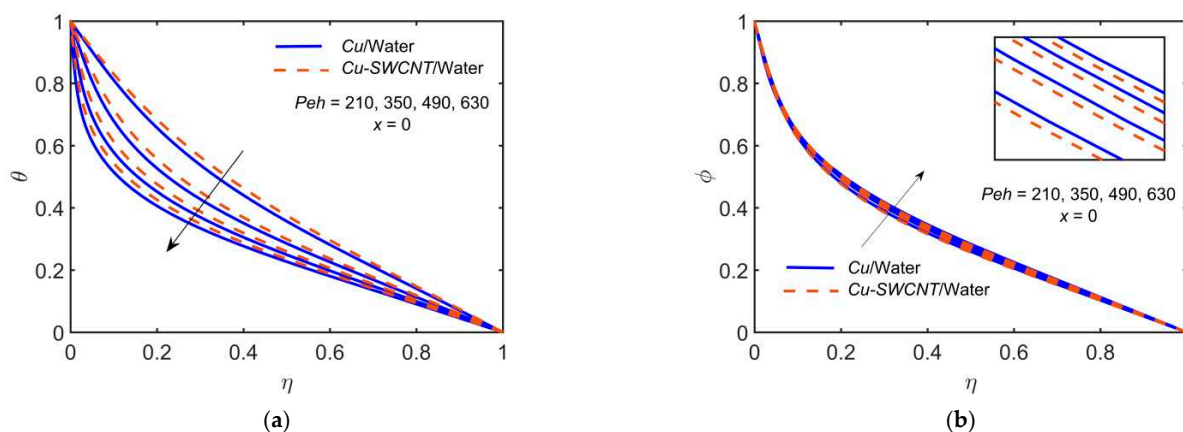 1
0.8
0.6
0.4
0.2
0
θ
Cu/Water
Cu-SWCNT/Water
Peh = 210, 350, 490, 630
x = 0
0 0.2 0.4 0.6 0.8 1
η
(a)
1
0.8
0.6
0.4
0.2
0
ϕ
Peh = 210, 350, 490, 630
x = 0
Cu/Water
Cu-SWCNT/Water
0 0.2 0.4 0.6 0.8
η
(b)